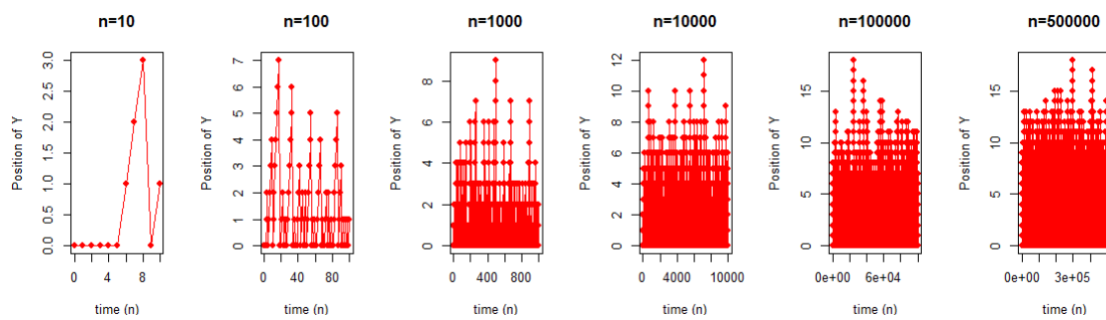 n=10 n=100 n=1000 n=10000 n=100000 n=500000
Position of Y
0.0 0.5 1.0 1.5 2.0 2.5 3.0
0 4 8
time (n)
Position of Y
0 1 2 3 4 5 6 7
0 40 80
time (n)
Position of Y
0 2 4 6 8
0 400 800
time (n)
Position of Y
0 2 4 6 8 10 12
0 4000 10000
time (n)
Position of Y
0 5 10 15
0e+00 6e+04
time (n)
Position of Y
0 5 10 15
0e+00 3e+05
time (n)